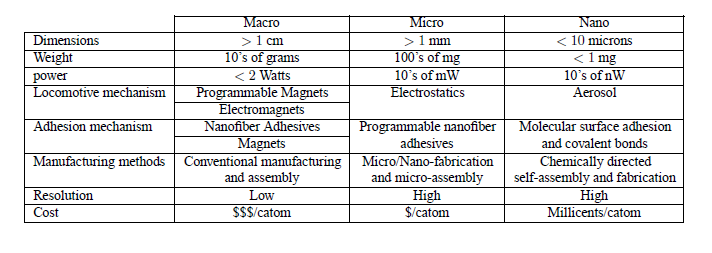 Macro Micro Nano
Dimensions > 1 cm > 1 mm < 10 microns
Weight 10's of grams 100's of mg < 1 mg
power < 2 Watts 10's of mW 10's of nW
Locomotive mechanism Programmable Magnets Electrostatics Aerosol
Electromagnets
Adhesion mechanism Nanofiber Adhesives Programmable nanofiber Molecular surface adhesion
Magnets adhesives and covalent bonds
Manufacturing methods Conventional manufacturing Micro/Nano-fabrication Chemically directed
and assembly and micro-assembly self-assembly and fabrication
Resolution Low High High
Cost $$$/catom $/catom Millicents/catom